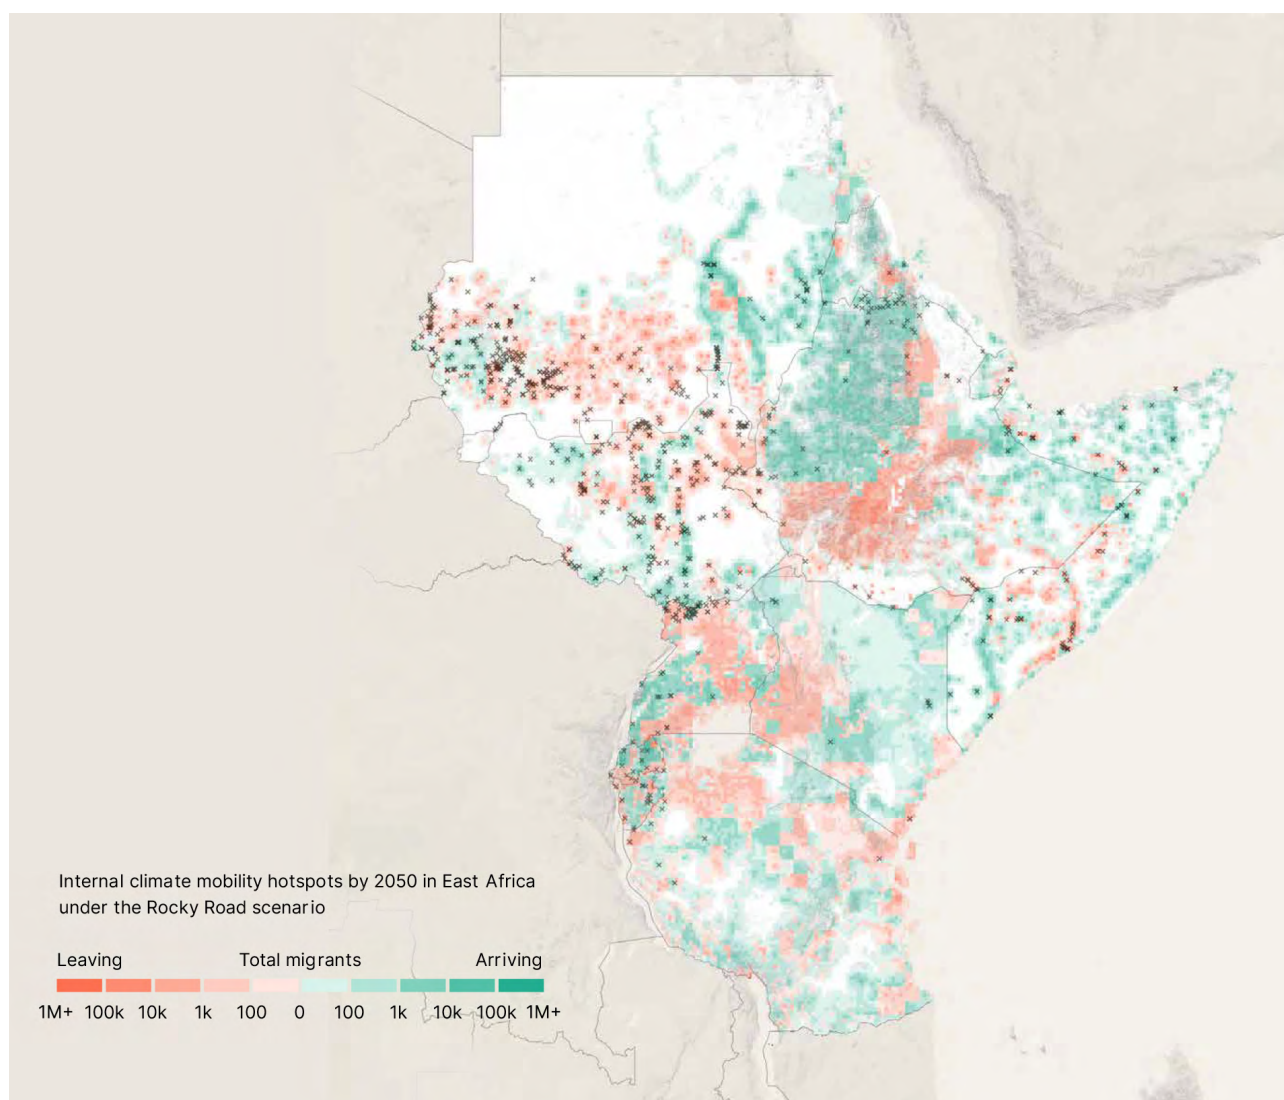 Internal climate mobility hotspots by 2050 in East Africa
under the Rocky Road scenario
Leaving Total migrants Arriving
1M+ 100k 10k 1k 100 0 100 1k 10k 100k 1M+